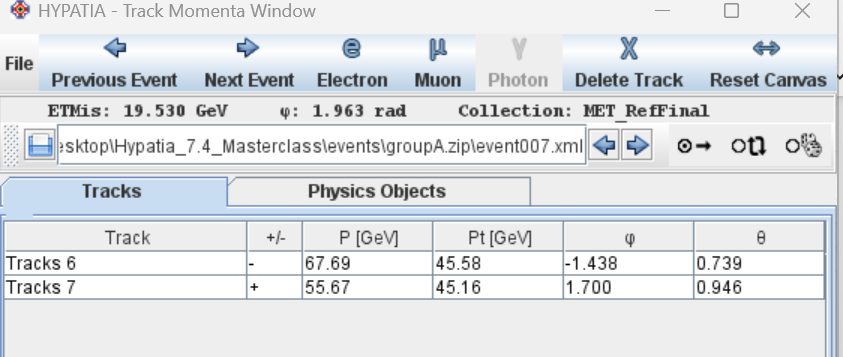 HYPATIA - Track Momenta Window
File Previous Event Next Event Electron Muon Photon Delete Track Reset Canvas
ETMis: 19.530 GeV φ: 1.963 rad Collection: MET_RefFinal
esktop\Hypatia_7.4_Masterclass\events\groupA.zip\event007.xml
Tracks Physics Objects
Track +/- P [GeV] Pt [GeV] φ θ
Tracks 6 - 67.69 45.58 -1.438 0.739
Tracks 7 + 55.67 45.16 1.700 0.946